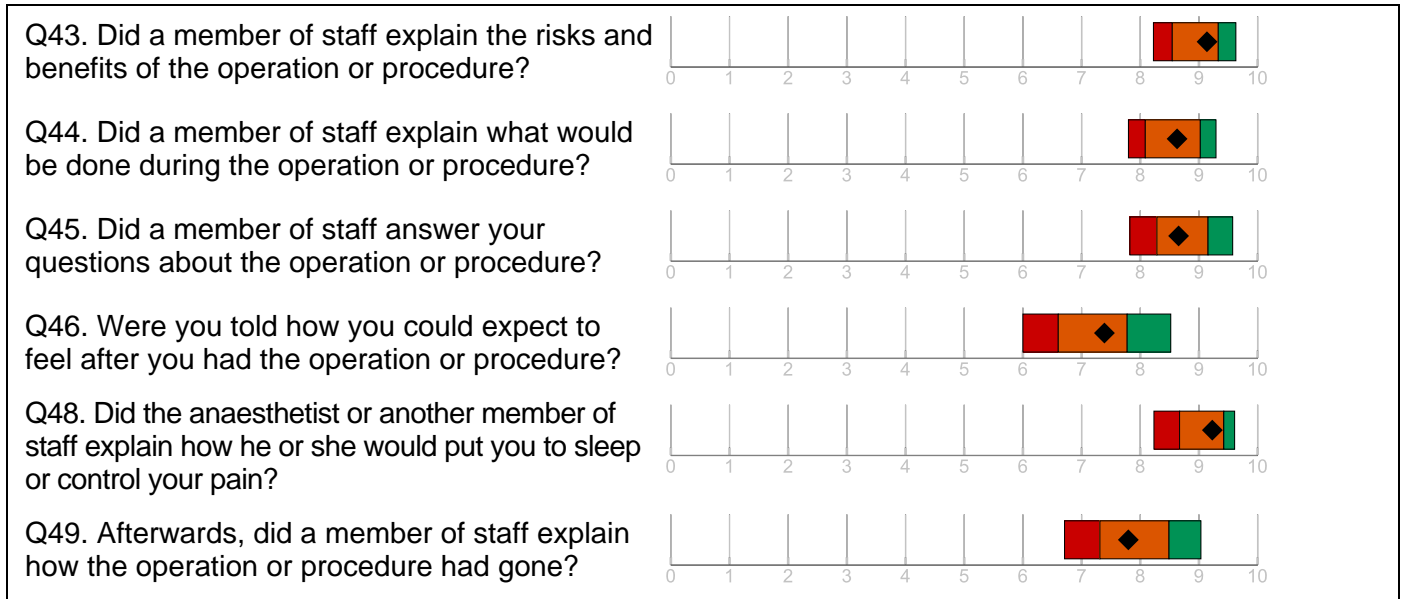 Q43. Did a member of staff explain the risks and
benefits of the operation or procedure?
0 1 2 3 4 5 6 7 8 9 10
Q44. Did a member of staff explain what would
be done during the operation or procedure?
0 1 2 3 4 5 6 7 8 9 10
Q45. Did a member of staff answer your
questions about the operation or procedure?
0 1 2 3 4 5 6 7 8 9 10
Q46. Were you told how you could expect to
feel after you had the operation or procedure?
0 1 2 3 4 5 6 7 8 9 10
Q48. Did the anaesthetist or another member of
staff explain how he or she would put you to sleep
or control your pain?
0 1 2 3 4 5 6 7 8 9 10
Q49. Afterwards, did a member of staff explain
how the operation or procedure had gone?
0 1 2 3 4 5 6 7 8 9 10